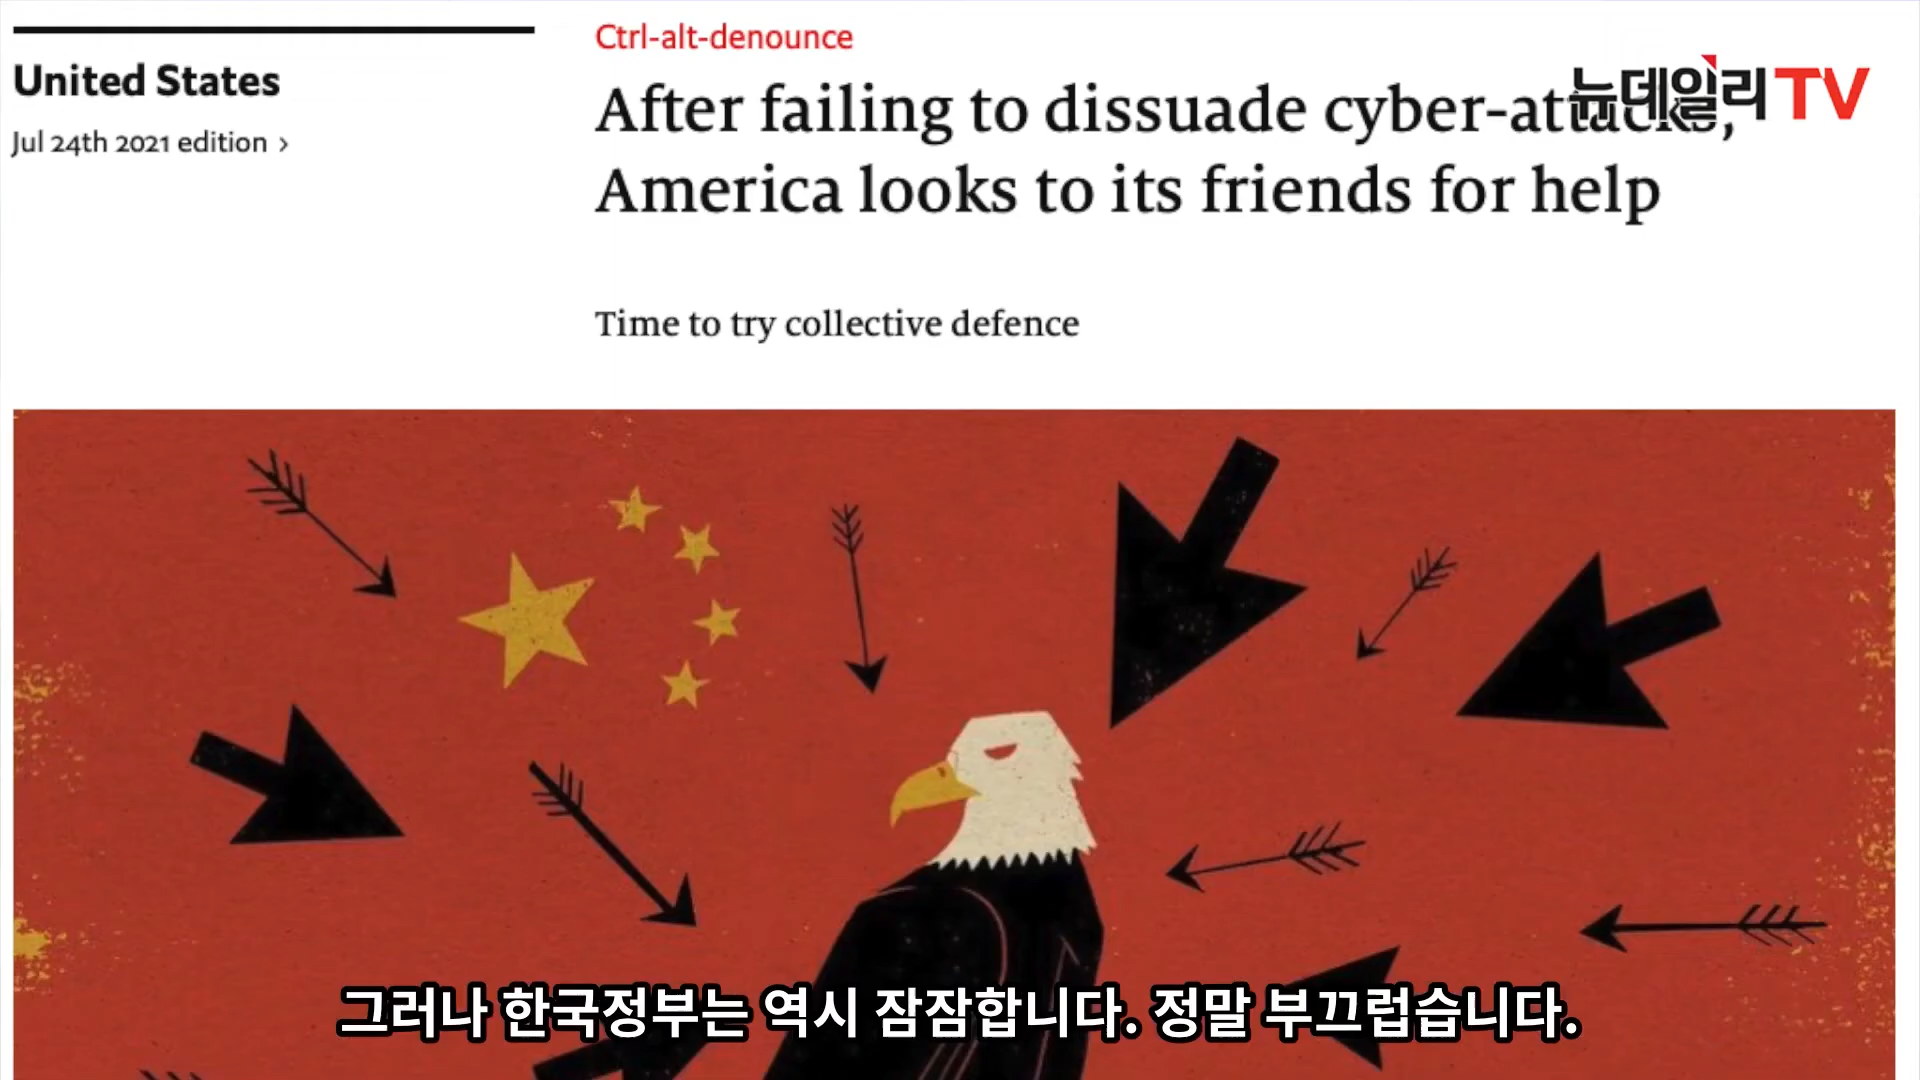 Ctrl-alt-denounce
United States
After failing to dissuade cyber-attacks,
뉴데일리TV
Jul 24th 2021 edition >
America looks to its friends for help
Time to try collective defence
그러나 한국정부는 역시 잠잠합니다. 정말 부끄럽습니다.